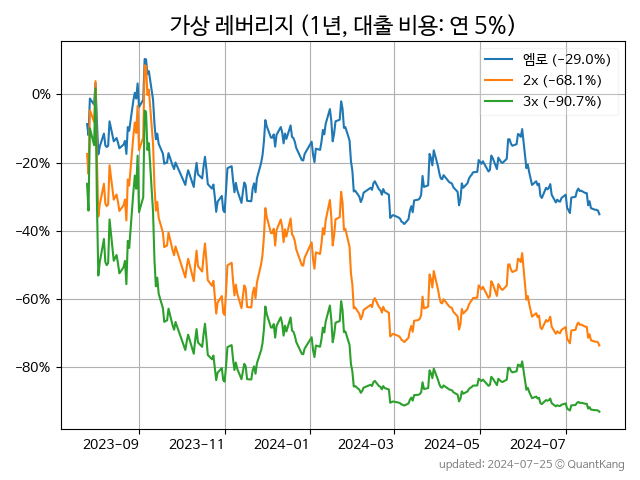 가상 레버리지 (1년, 대출 비용: 연 5%)
엠로 (−29.0%)
2x (−68.1%)
3x (−90.7%)
0%
−20%
−40%
−60%
−80%
2023−09 2023−11 2024−01 2024−03 2024−05 2024−07
updated: 2024-07-25 © QuantKang